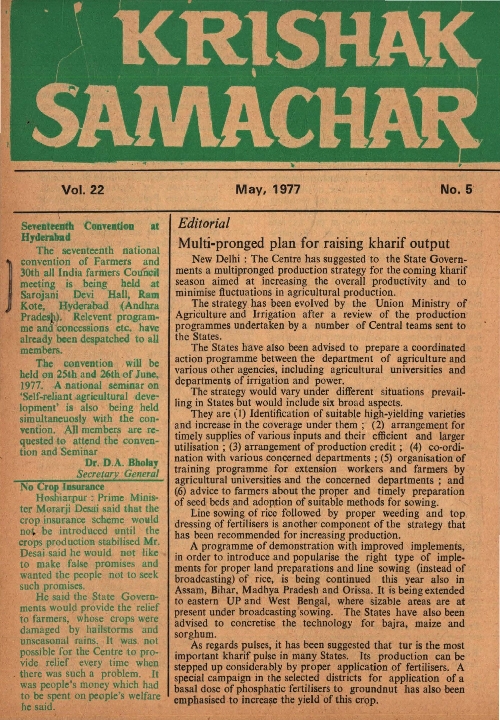 KRISHAK
SAMACHAR
Vol. 22
May, 1977
No. 5
Seventeenth Convention at
Hyderabad
The seventeenth national
convention of Farmers and
30th all India farmers Council
meeting is being held at
Sarojani Devi Hall, Ram
Kote, Hyderabad (Andhra
Pradesh). Relevent program-
me and concessions etc. have
already been despatched to all
members.
The convention will be
held on 25th and 26th of June,
1977. A national seminar on
'Self-reliant agricultural deve-
lopment' is also being held
simultaneously with the con-
vention. All members are re-
quested to attend the conven-
tion and Seminar
Dr. D.A. Bholay
Secretary General
No Crop Insurance
Hoshiarpur : Prime Minis-
ter Morarji Desai said that the
crop insurance scheme would
not be introduced until the
crops production stabilised Mr.
Desai said he would not like
to make false promises and
wanted the people not to seek
such promises.
He said the State Govern-
ments would provide the relief
to farmers, whose crops were
damaged by hailstorms and
unseasonal rains. It was not
possible for the Centre to pro-
vide relief every time when
there was such a problem. It
was people's money which had
to be spent on people's welfare
he said.
Editorial
Multi-pronged plan for raising kharif output
New Delhi : The Centre has suggested to the State Govern-
ments a multipronged production strategy for the coming kharif
season aimed at increasing the overall productivity and to
minimise fluctuations in agricultural production.
The strategy has been evolved by the Union Ministry of
Agriculture and Irrigation after a review of the production
programmes undertaken by a number of Central teams sent to
the States.
The States have also been advised to prepare a coordinated
action programme between the department of agriculture and
various other agencies, including agricultural universities and
departments of irrigation and power.
The strategy would vary under different situations prevail-
ling in States but would include six broad aspects.
They are (1) Identification of suitable high-yielding varieties
and increase in the coverage under them ; (2) arrangement for
timely supplies of various inputs and their efficient and larger
utilisation ; (3) arrangement of production credit ; (4) co-ordi-
nation with various concerned departments ; (5) organisation of
training programme for extension workers and farmers by
agricultural universities and the concerned departments ; and
(6) advice to farmers about the proper and timely preparation
of seed beds and adoption of suitable methods for sowing.
Line sowing of rice followed by proper weeding and top
dressing of fertilisers is another component of the strategy that
has been recommended for increasing production.
A programme of demonstration with improved implements,
in order to introduce and popularise the right type of imple-
ments for proper land preparations and line sowing (instead of
broadcasting) of rice, is being continued this year also in
Assam, Bihar, Madhya Pradesh and Orissa. It is being extended
to eastern UP and West Bengal, where sizable areas are at
present under broadcasting sowing. The States have also been
advised to concretise the technology for bajra, maize and
sorghum.
As regards pulses, it has been suggested that tur is the most
important kharif pulse in many States. Its production can be
stepped up considerably by proper application of fertilisers. A
special campaign in the selected districts for application of a
basal dose of phosphatic fertilisers to groundnut has also been
emphasised to increase the yield of this crop.